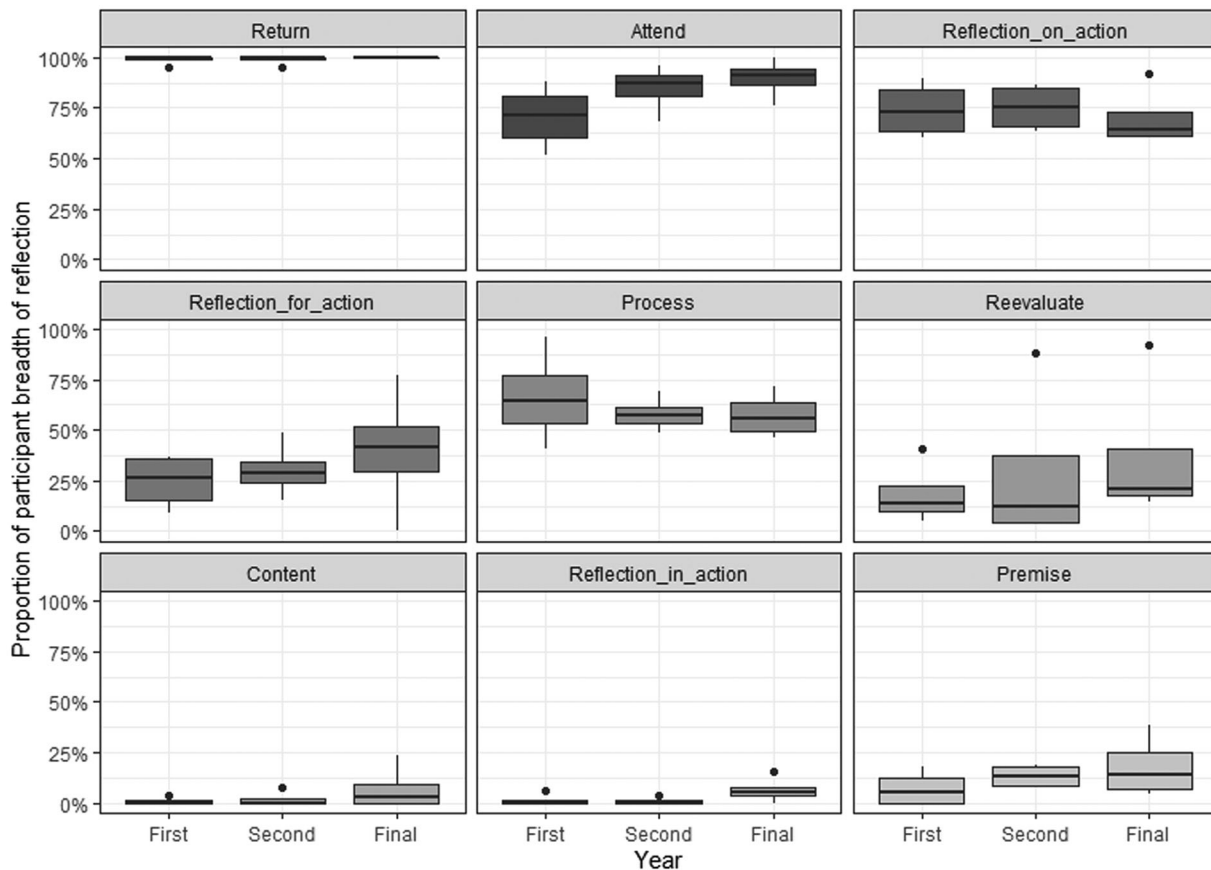 Return Attend Reflection_on_action
100%
75%
50%
25%
0%
Reflection_for_action Process Reevaluate
100%
75%
50%
25%
0%
Content Reflection_in_action Premise
100%
75%
50%
25%
0%
First Second Final First Second Final First Second Final
Year
Proportion of participant breadth of reflection